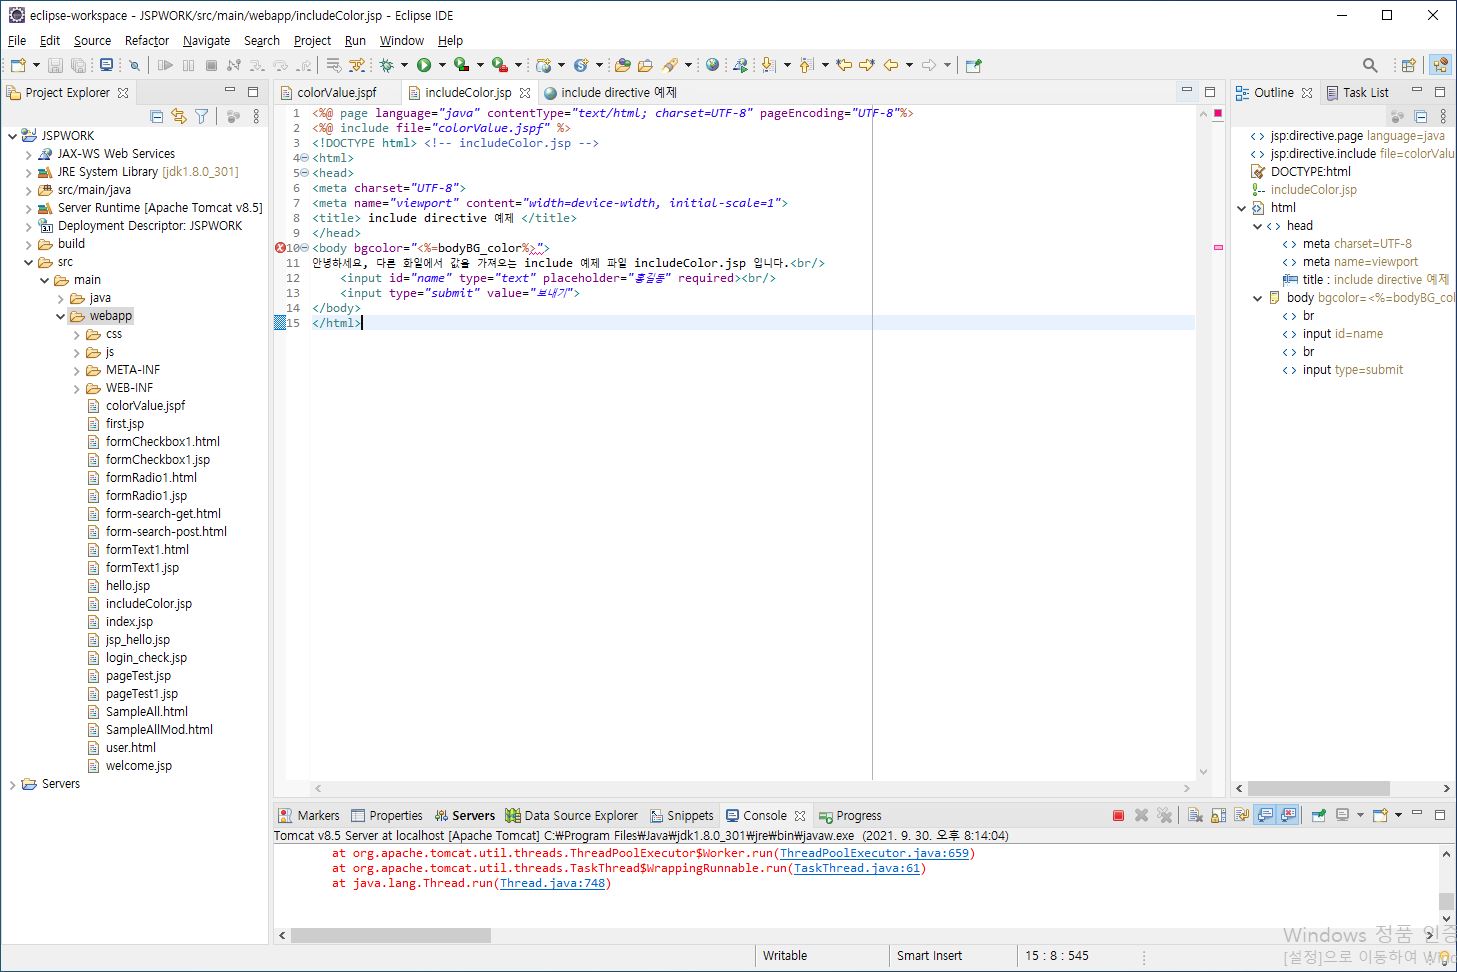 eclipse-workspace - JSPWORK/src/main/webapp/includeColor.jsp - Eclipse IDE
File Edit Source Refactor Navigate Search Project Run Window Help
Project Explorer
JSPWORK
JAX-WS Web Services
JRE System Library [jdk1.8.0_301]
src/main/java
Server Runtime [Apache Tomcat v8.5]
Deployment Descriptor: JSPWORK
build
src
main
java
webapp
css
js
META-INF
WEB-INF
colorValue.jspf
first.jsp
formCheckbox1.html
formCheckbox1.jsp
formRadio1.html
formRadio1.jsp
form-search-get.html
form-search-post.html
formText1.html
formText1.jsp
hello.jsp
includeColor.jsp
index.jsp
jsp_hello.jsp
login_check.jsp
pageTest.jsp
pageTest1.jsp
SampleAll.html
SampleAllMod.html
user.html
welcome.jsp
Servers
colorValue.jspf includeColor.jsp include directive 예제
1 <%@ page language="java" contentType="text/html; charset=UTF-8" pageEncoding="UTF-8"%>
2 <%@ include file="colorValue.jspf" %>
3 <!DOCTYPE html> <!-- includeColor.jsp -->
4 <html>
5 <head>
6 <meta charset="UTF-8">
7 <meta name="viewport" content="width=device-width, initial-scale=1">
8 <title> include directive 예제 </title>
9 </head>
10 <body bgcolor="<%=bodyBG_color%>">
11 안녕하세요, 다른 화일에서 값을 가져오는 include 예제 파일 includeColor.jsp 입니다.<br/>
12 <input id="name" type="text" placeholder="홍길동" required><br/>
13 <input type="submit" value="보내기">
14 </body>
15 </html>
Outline Task List
jsp:directive.page language=java
jsp:directive.include file=colorValu
DOCTYPE:html
includeColor.jsp
html
head
meta charset=UTF-8
meta name=viewport
title : include directive 예제
body bgcolor=<%=bodyBG_col
br
input id=name
br
input type=submit
Markers Properties Servers Data Source Explorer Snippets Console Progress
Tomcat v8.5 Server at localhost [Apache Tomcat] C:₩Program Files₩Java₩jdk1.8.0_301₩jre₩bin₩javaw.exe (2021. 9. 30. 오후 8:14:04)
at org.apache.tomcat.util.threads.ThreadPoolExecutor$Worker.run(ThreadPoolExecutor.java:659)
at org.apache.tomcat.util.threads.TaskThread$WrappingRunnable.run(TaskThread.java:61)
at java.lang.Thread.run(Thread.java:748)
Windows 정품 인증
[설정]으로 이동하여 Wind
Writable Smart Insert 15 : 8 : 545